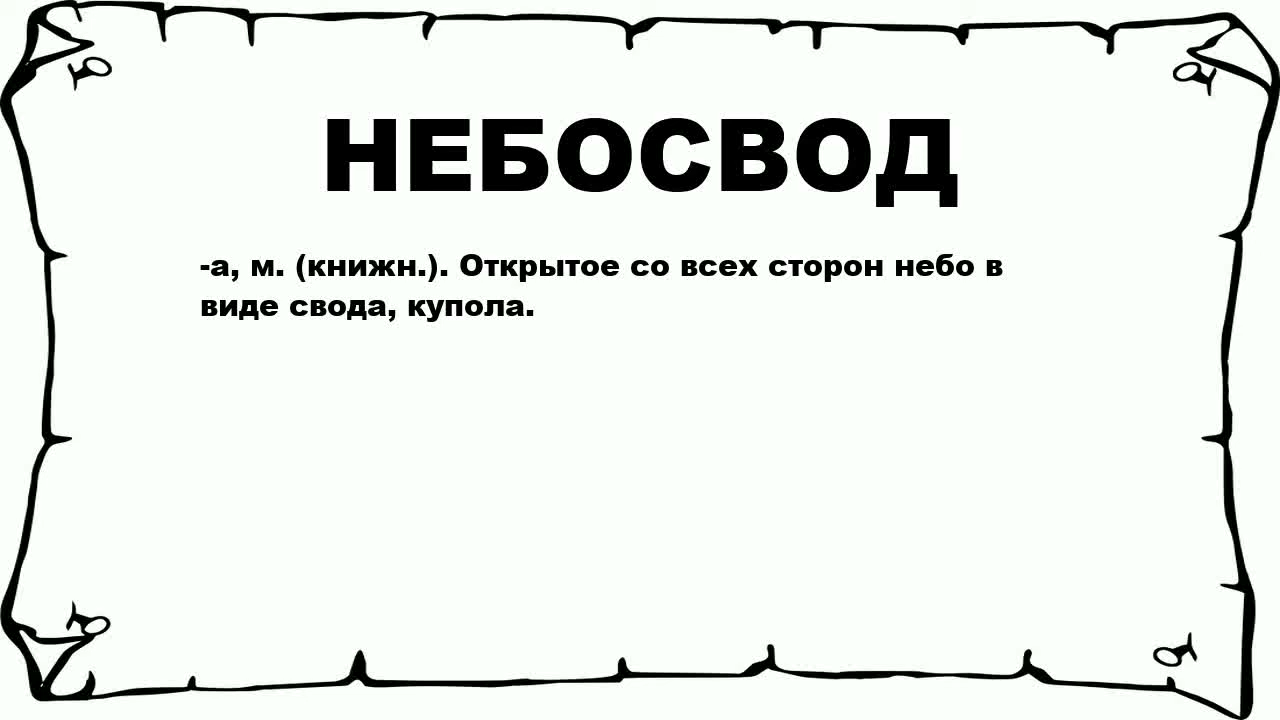 НЕБОСВОД
-а, м. (книжн.). Открытое со всех сторон небо в
виде свода, купола.